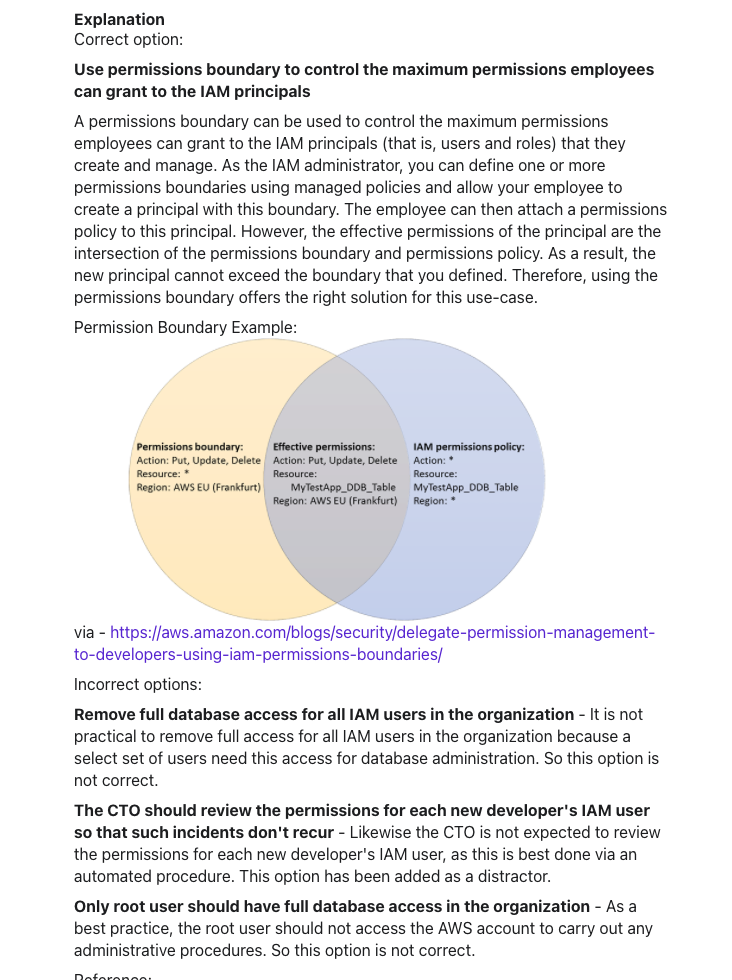 Explanation
Correct option:
Use permissions boundary to control the maximum permissions employees
can grant to the IAM principals
A permissions boundary can be used to control the maximum permissions
employees can grant to the IAM principals (that is, users and roles) that they
create and manage. As the IAM administrator, you can define one or more
permissions boundaries using managed policies and allow your employee to
create a principal with this boundary. The employee can then attach a permissions
policy to this principal. However, the effective permissions of the principal are the
intersection of the permissions boundary and permissions policy. As a result, the
new principal cannot exceed the boundary that you defined. Therefore, using the
permissions boundary offers the right solution for this use-case.
Permission Boundary Example:
Permissions boundary:
Action: Put, Update, Delete
Resource: *
Region: AWS EU (Frankfurt)
Effective permissions:
Action: Put, Update, Delete
Resource:
MyTestApp_DDB_Table
Region: AWS EU (Frankfurt)
IAM permissions policy:
Action: *
Resource:
MyTestApp_DDB_Table
Region: *
via - https://aws.amazon.com/blogs/security/delegate-permission-management-
to-developers-using-iam-permissions-boundaries/
Incorrect options:
Remove full database access for all IAM users in the organization - It is not
practical to remove full access for all IAM users in the organization because a
select set of users need this access for database administration. So this option is
not correct.
The CTO should review the permissions for each new developer's IAM user
so that such incidents don't recur - Likewise the CTO is not expected to review
the permissions for each new developer's IAM user, as this is best done via an
automated procedure. This option has been added as a distractor.
Only root user should have full database access in the organization - As a
best practice, the root user should not access the AWS account to carry out any
administrative procedures. So this option is not correct.
Reference: